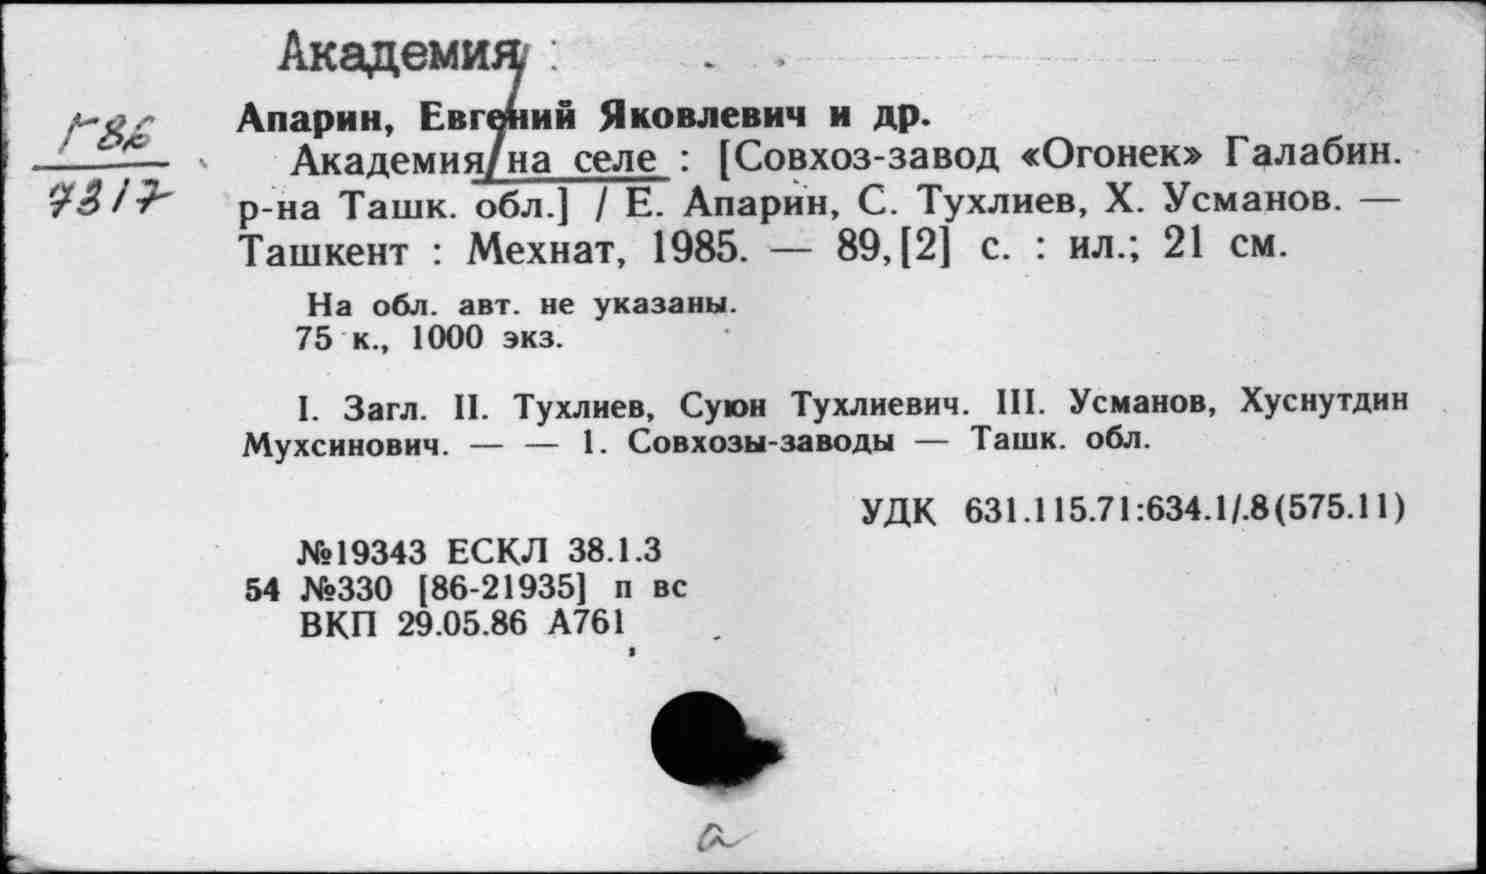 Академия :
Апарин, Евгений Яковлевич и др.
Г86
7317
Академия на селе : [Совхоз-завод «Огонек» Галабин.
р-на Ташк. обл.] / Е. Апарин, С. Тухлиев, Х. Усманов. —
Ташкент : Мехнат, 1985. — 89,[2] с. : ил.; 21 см.
На обл. авт. не указаны.
75 к., 1000 экз.
I. Загл. II. Тухлиев, Суюн Тухлиевич. III. Усманов, Хуснутдин
Мухсинович. — — 1. Совхозы-заводы — Ташк. обл.
УДК 631.115.71:634.1/.8(575.11)
№19343 ЕСКЛ 38.1.3
54 №330 [86-21935] п вс
ВКП 29.05.86 А761